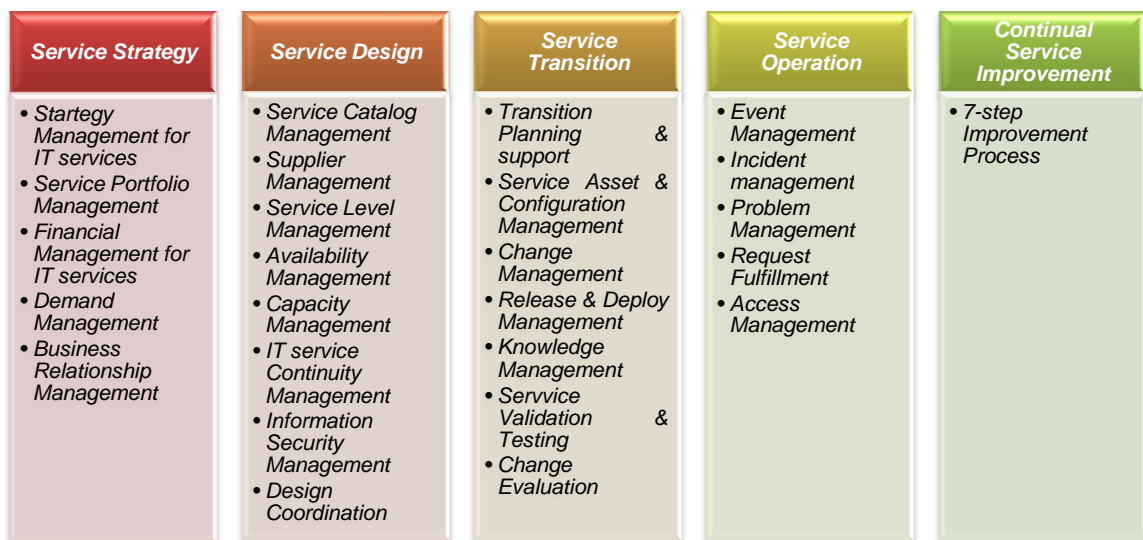 Service Strategy
• Startegy
Management for
IT services
• Service Portfolio
Management
• Financial
Management for
IT services
• Demand
Management
• Business
Relationship
Management
Service Design
• Service Catalog
Management
• Supplier
Management
• Service Level
Management
• Availability
Management
• Capacity
Management
• IT service
Continuity
Management
• Information
Security
Management
• Design
Coordination
Service
Transition
• Transition
Planning &
support
• Service Asset &
Configuration
Management
• Change
Management
• Release & Deploy
Management
• Knowledge
Management
• Servvice
Validation &
Testing
• Change
Evaluation
Service
Operation
• Event
Management
• Incident
management
• Problem
Management
• Request
Fulfillment
• Access
Management
Continual
Service
Improvement
• 7-step
Improvement
Process